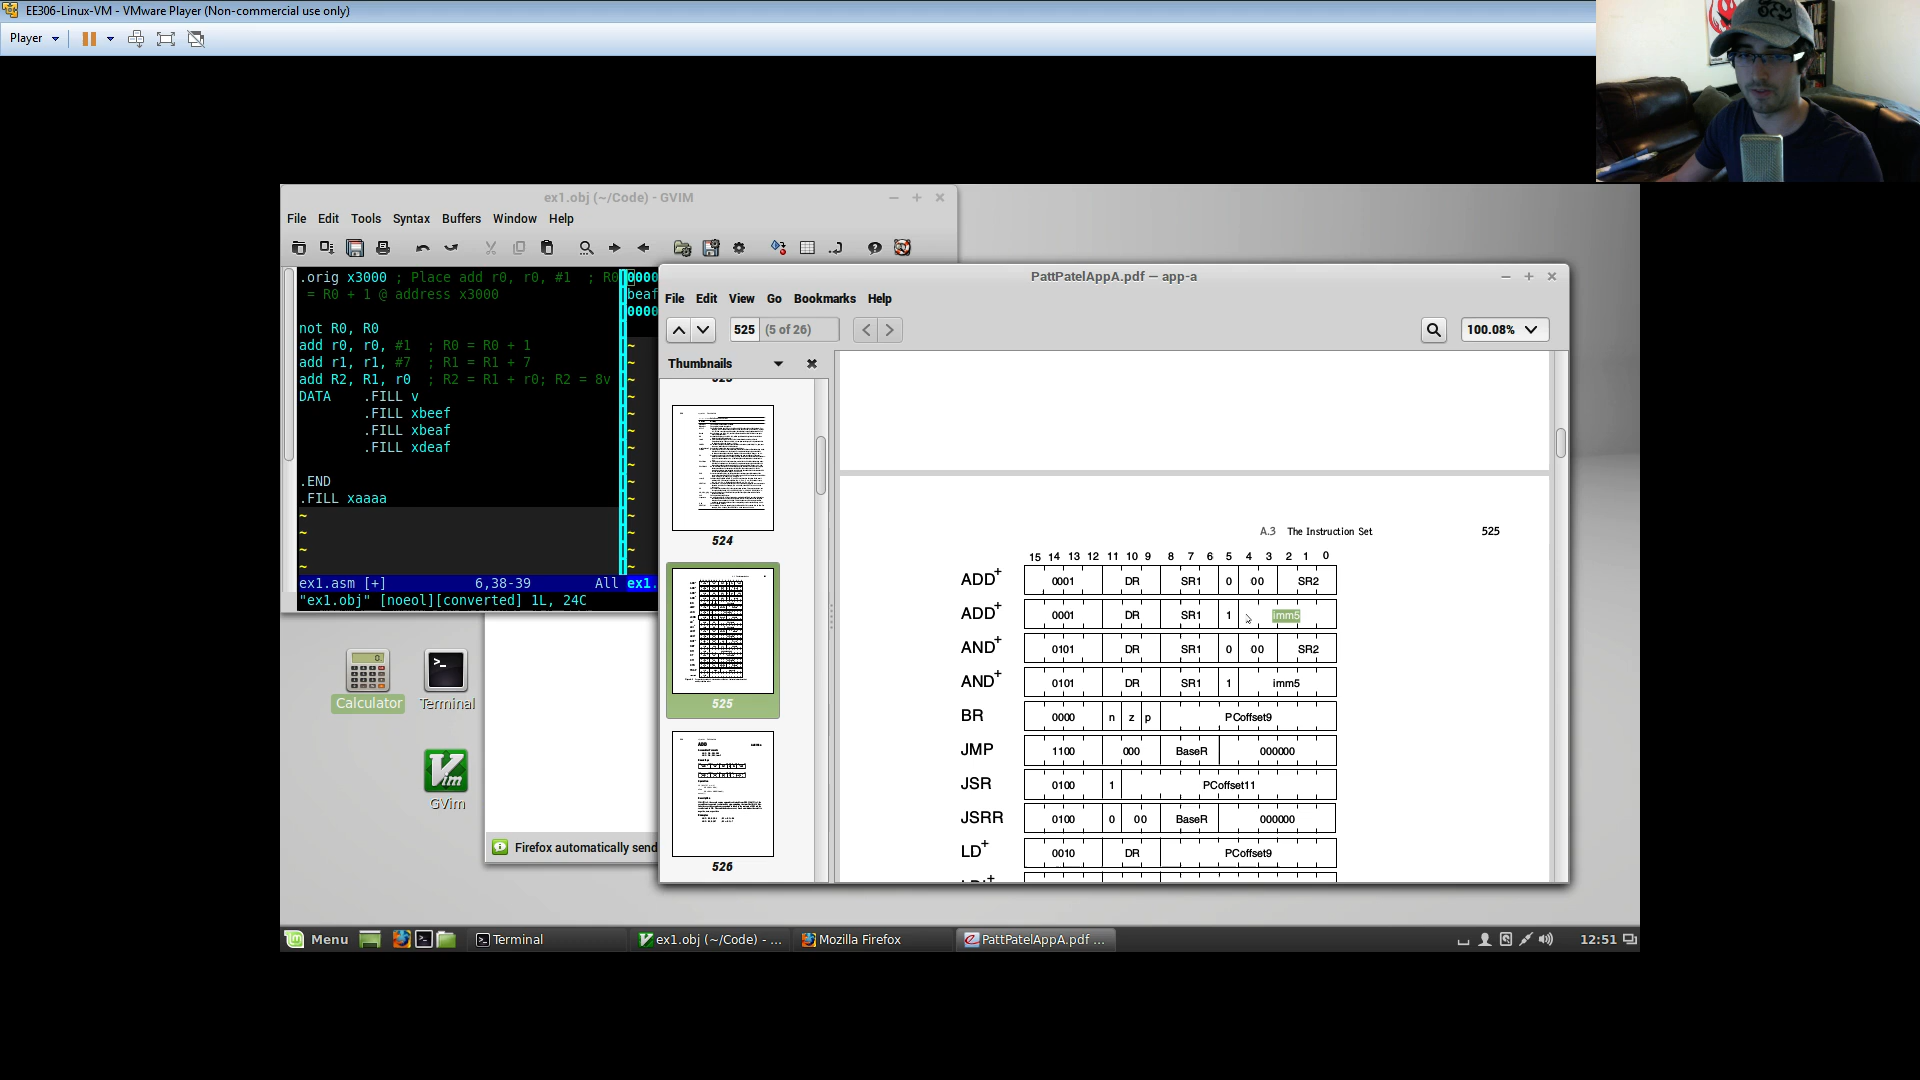 EE306-Linux-VM - VMware Player (Non-commercial use only)
Player
ex1.obj (~/Code) - GVIM
File Edit Tools Syntax Buffers Window Help
.orig x3000 ; Place add r0, r0, #1  ; R0
= R0 + 1 @ address x3000
not R0, R0
add r0, r0, #1  ; R0 = R0 + 1
add r1, r1, #7  ; R1 = R1 + 7
add R2, R1, r0  ; R2 = R1 + r0; R2 = 8v
DATA    .FILL v
.FILL xbeef
.FILL xbeaf
.FILL xdeaf
.END
.FILL xaaaa
~
~
~
~
ex1.asm [+] 6,38-39 All ex1.
"ex1.obj" [noeol][converted] 1L, 24C
0000
beaf
0000
~
~
~
~
~
~
~
~
~
~
~
~
~
~
PattPatelAppA.pdf — app-a
File Edit View Go Bookmarks Help
525 (5 of 26) 100.08%
Thumbnails
523
524
525
526
A.3 The Instruction Set 525
15 14 13 12 11 10 9 8 7 6 5 4 3 2 1 0
ADD+ 0001 DR SR1 0 00 SR2
ADD+ 0001 DR SR1 1 imm5
AND+ 0101 DR SR1 0 00 SR2
AND+ 0101 DR SR1 1 imm5
BR 0000 n z p PCoffset9
JMP 1100 000 BaseR 000000
JSR 0100 1 PCoffset11
JSRR 0100 0 00 BaseR 000000
LD+ 0010 DR PCoffset9
Calculator
Terminal
GVim
Firefox automatically send
Menu
Terminal
ex1.obj (~/Code) - ...
Mozilla Firefox
PattPatelAppA.pdf ...
12:51